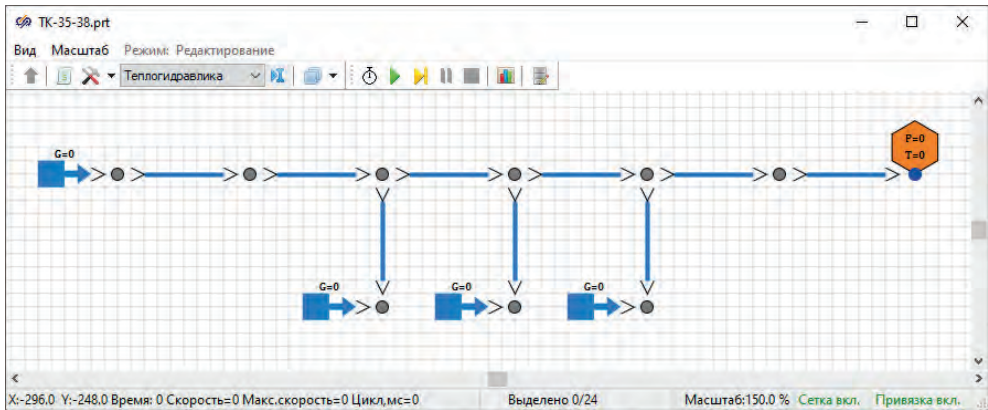 TK-35-38.prt
Вид Масштаб Режим: Редактирование
Теплогидравлика
P=0
T=0
G=0
G=0 G=0 G=0
X:-296,0 Y:-248,0 Время: 0 Скорость=0 Макс.скорость=0 Цикл,мс=0 Выделено 0/24 Масштаб:150.0 % Сетка вкл. Привязка вкл.